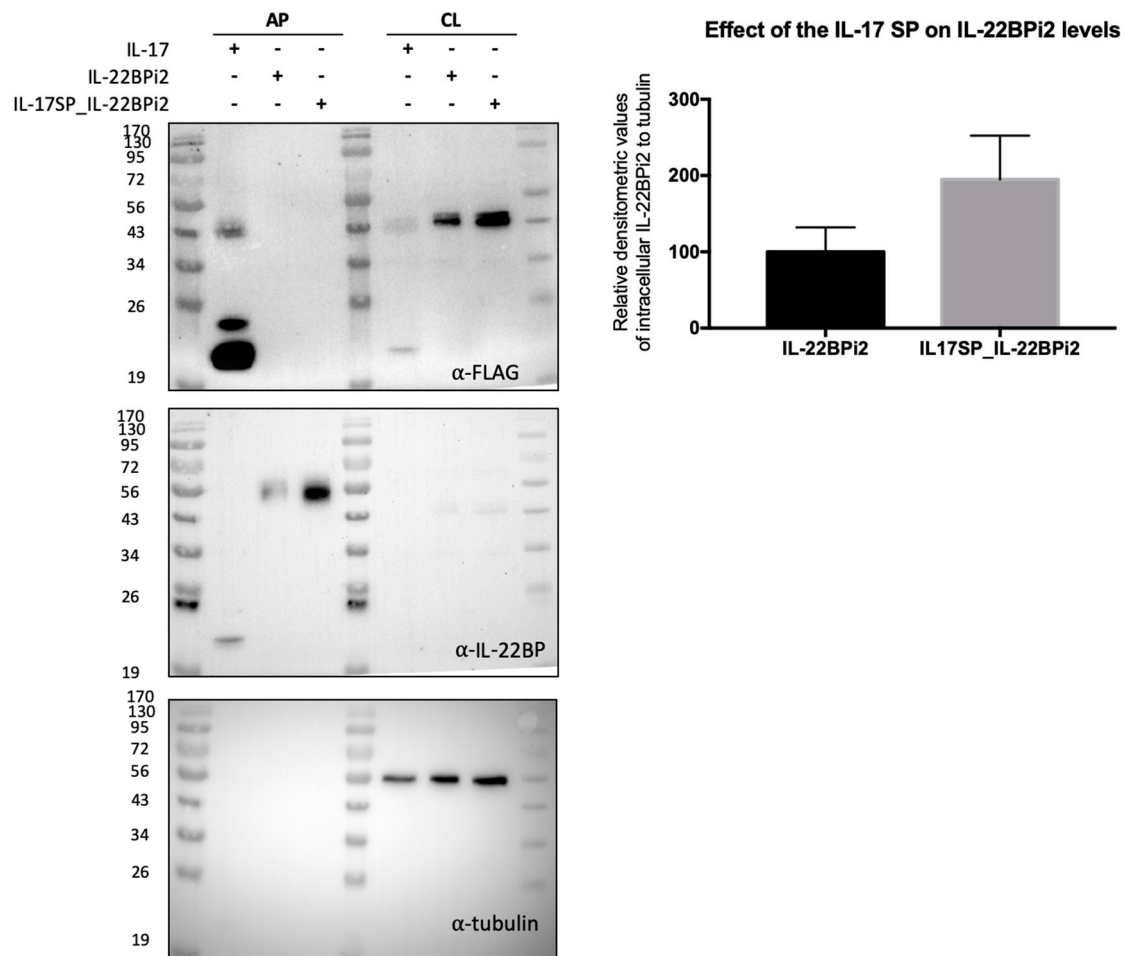 AP CL
IL-17 + - - + - -
IL-22BPi2 - + - - + -
IL-17SP_IL-22BPi2 - - + - - +
170
130
95
72
56
43
34
26
19
α-FLAG
170
130
95
72
56
43
34
26
19
α-IL-22BP
170
130
95
72
56
43
34
26
19
α-tubulin
Effect of the IL-17 SP on IL-22BPi2 levels
Relative densitometric values
of intracellular IL-22BPi2 to tubulin
300
200
100
0
IL-22BPi2 IL17SP_IL-22BPi2